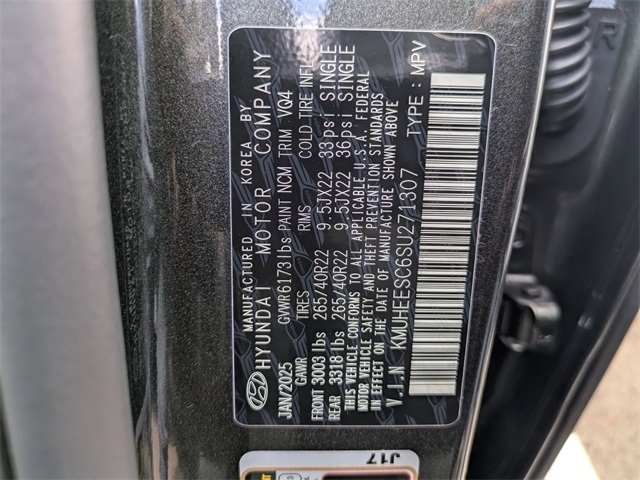 MANUFACTURED IN KOREA BY
HYUNDAI MOTOR COMPANY
JAN/2025 GVWR 6173 lbs PAINT NCM TRIM VQ4
GAWR TIRES RIMS COLD TIRE INFL
FRONT 3003 lbs 265/40R22 9.5JX22 33psi SINGLE
REAR 3318 lbs 265/40R22 9.5JX22 36psi SINGLE
THIS VEHICLE CONFORMS TO ALL APPLICABLE U.S.A. FEDERAL
MOTOR VEHICLE SAFETY AND THEFT PREVENTION STANDARDS
IN EFFECT ON THE DATE OF MANUFACTURE SHOWN ABOVE
V.I.N KMUHEESC6SU271307 TYPE : MPV
J17
R